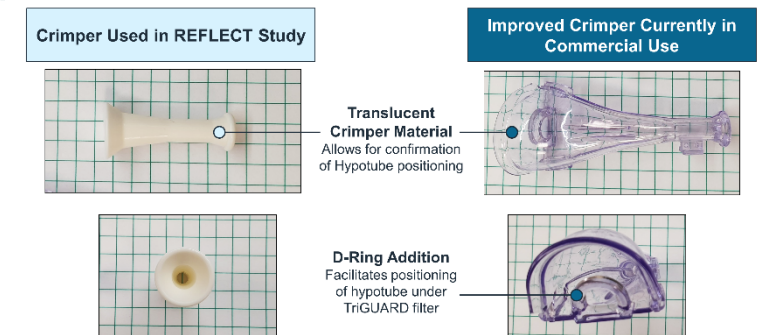 Crimper Used in REFLECT Study
Improved Crimper Currently in
Commercial Use
Translucent
Crimper Material
Allows for confirmation
of Hypotube positioning
D-Ring Addition
Facilitates positioning
of hypotube under
TriGUARD filter